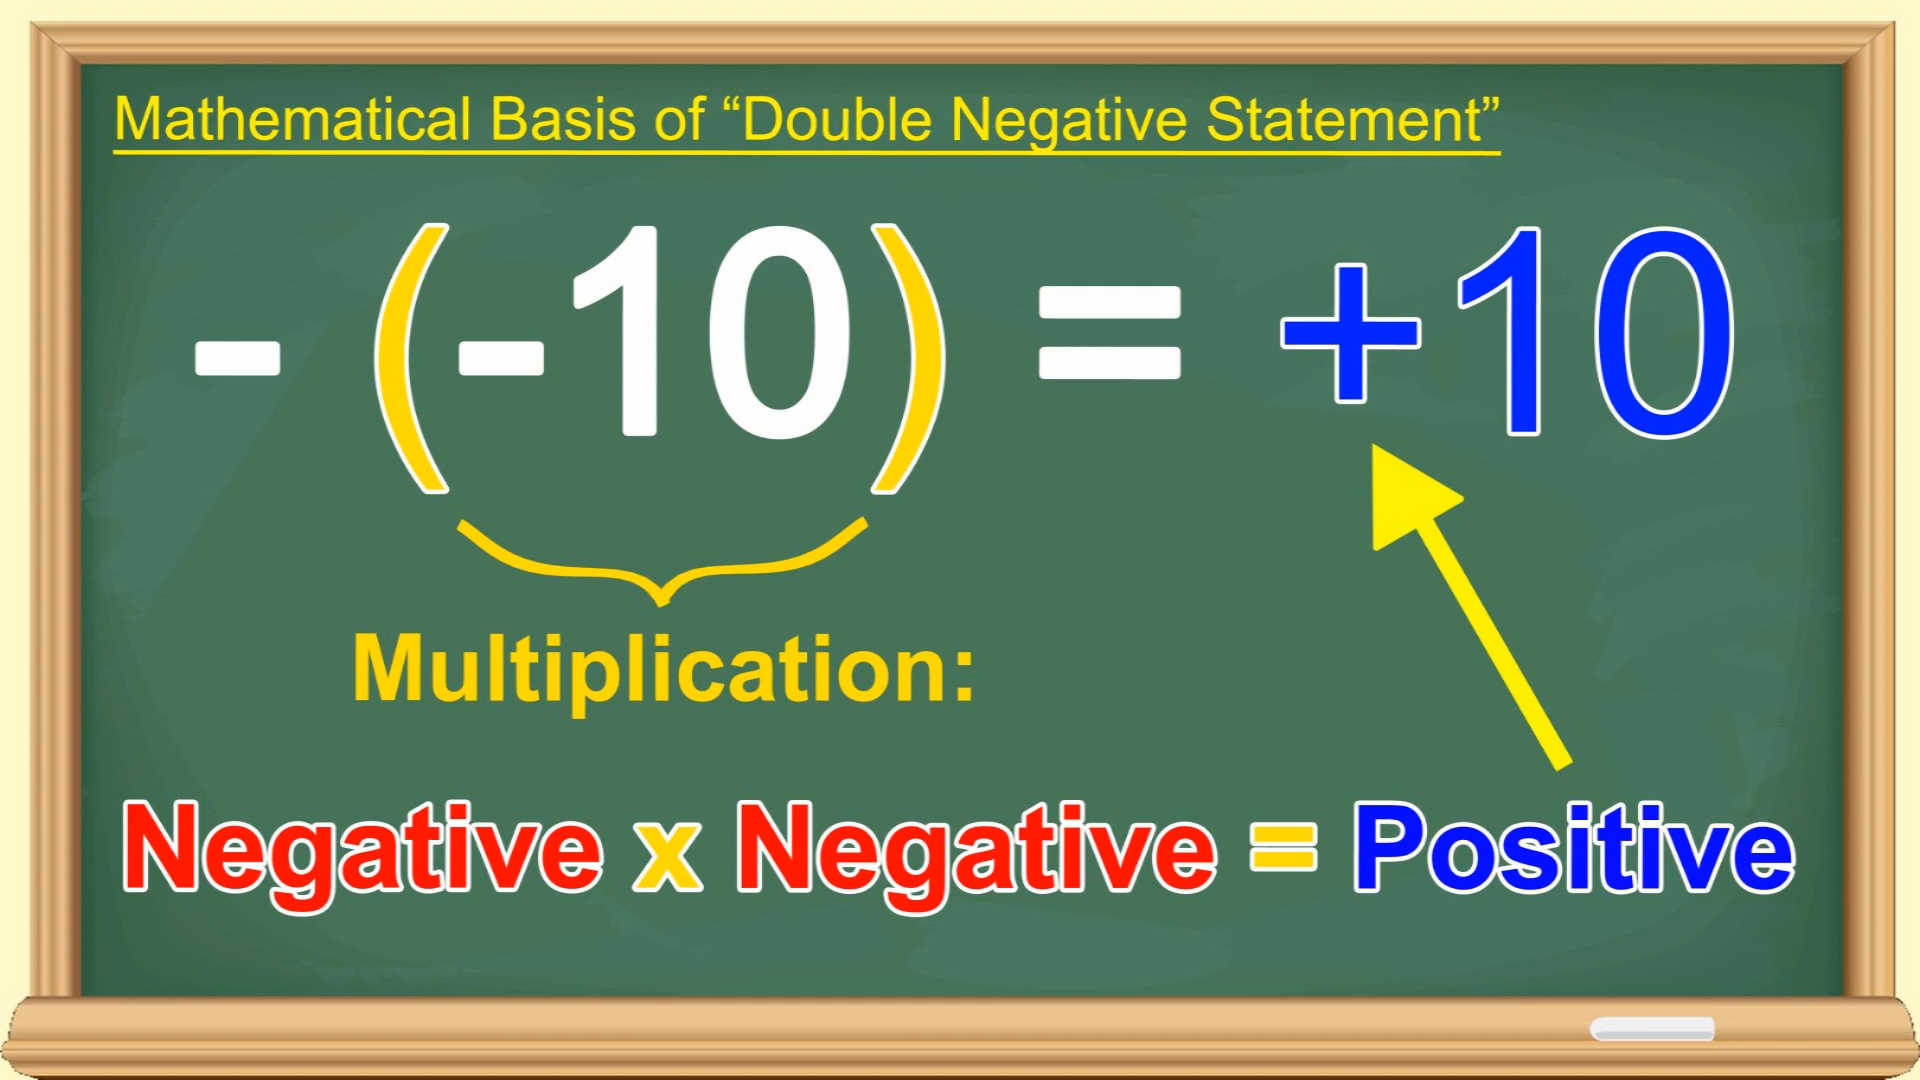 Mathematical Basis of “Double Negative Statement”
- (-10) = +10
Multiplication:
Negative x Negative = Positive